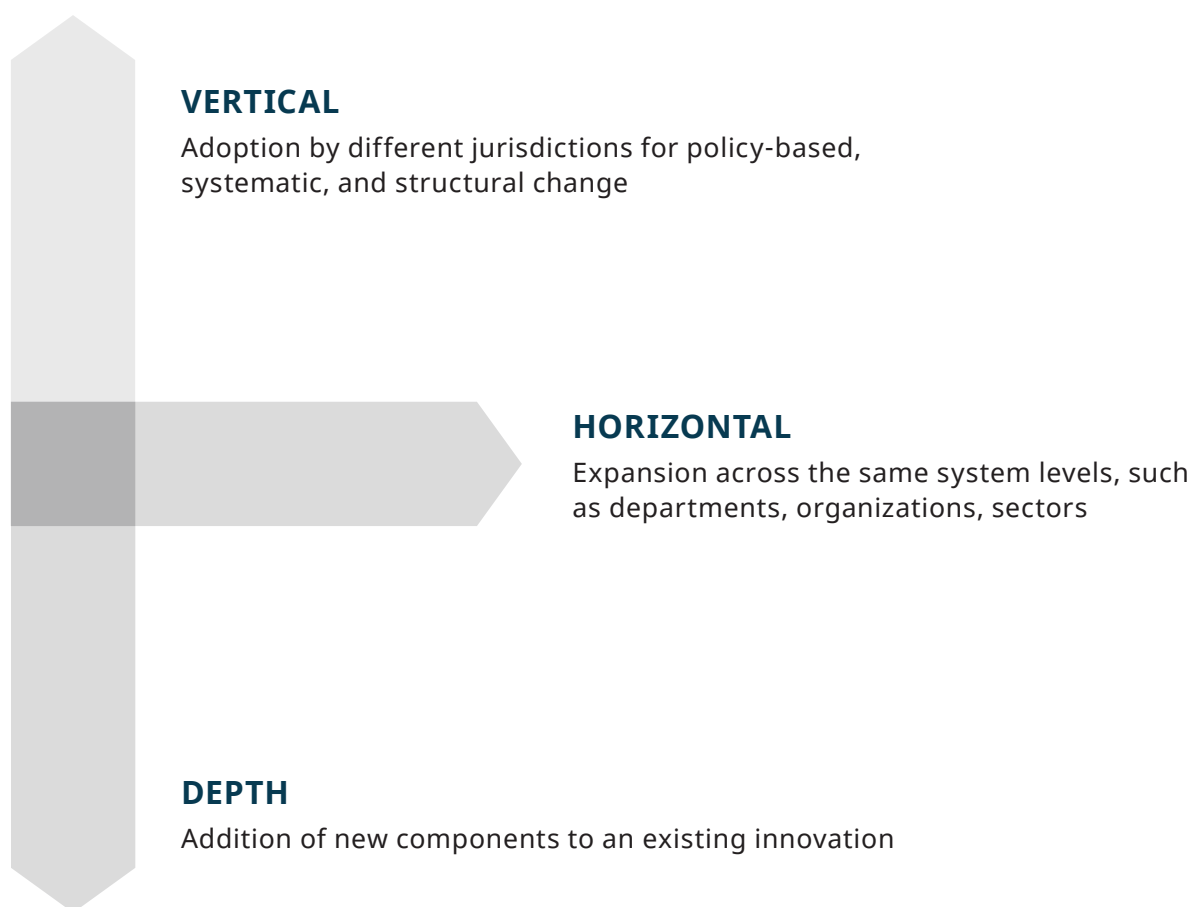 VERTICAL
Adoption by different jurisdictions for policy-based,
systematic, and structural change
HORIZONTAL
Expansion across the same system levels, such
as departments, organizations, sectors
DEPTH
Addition of new components to an existing innovation